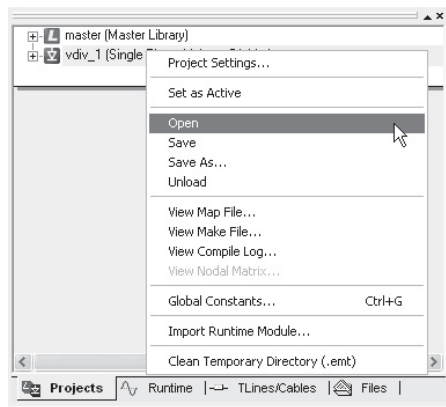 master (Master Library)
vdiv_1 (Single
Project Settings...
Set as Active
Open
Save
Save As...
Unload
View Map File...
View Make File...
View Compile Log...
View Nodal Matrix...
Global Constants... Ctrl+G
Import Runtime Module...
Clean Temporary Directory (.emt)
Projects Runtime TLines/Cables Files